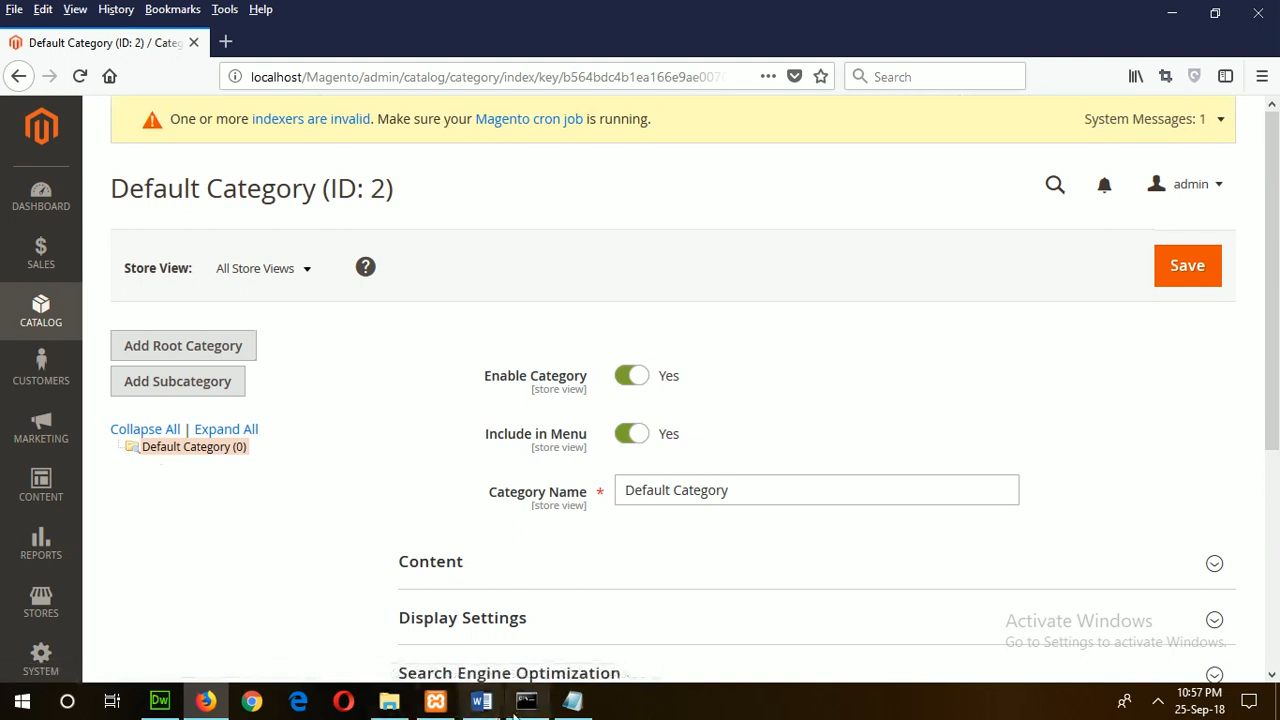 File Edit View History Bookmarks Tools Help
Default Category (ID: 2) / Categ
localhost/Magento/admin/catalog/category/index/key/b564bdc4b1ea166e9ae007
Search
One or more indexers are invalid. Make sure your Magento cron job is running.
System Messages: 1
Default Category (ID: 2)
admin
DASHBOARD
SALES
CATALOG
CUSTOMERS
MARKETING
CONTENT
REPORTS
STORES
SYSTEM
Store View: All Store Views
?
Save
Add Root Category
Add Subcategory
Collapse All | Expand All
Default Category (0)
Enable Category
[store view]
Yes
Include in Menu
[store view]
Yes
Category Name *
[store view]
Default Category
Content
Display Settings
Search Engine Optimization
Activate Windows
Go to Settings to activate Windows.
Dw
10:57 PM
25-Sep-18